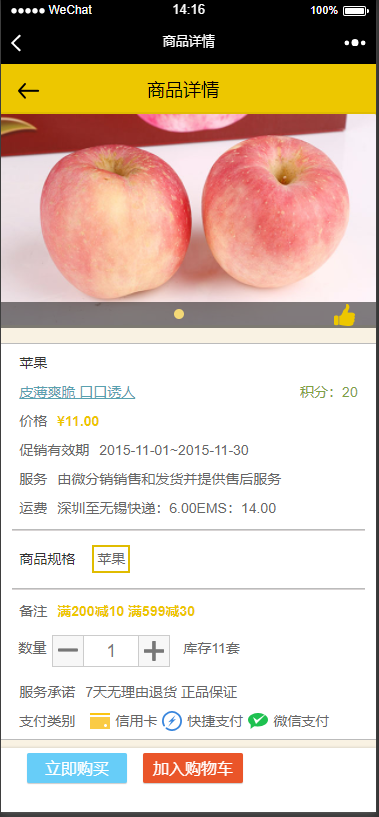 WeChat 14:16 100%
商品详情
商品详情
苹果
皮薄爽脆 口口诱人 积分：20
价格 ¥11.00
促销有效期 2015-11-01~2015-11-30
服务 由微分销销售和发货并提供售后服务
运费 深圳至无锡快递：6.00EMS：14.00
商品规格 苹果
备注 满200减10 满599减30
数量 1 库存11套
服务承诺 7天无理由退货 正品保证
支付类别 信用卡 快捷支付 微信支付
立即购买 加入购物车